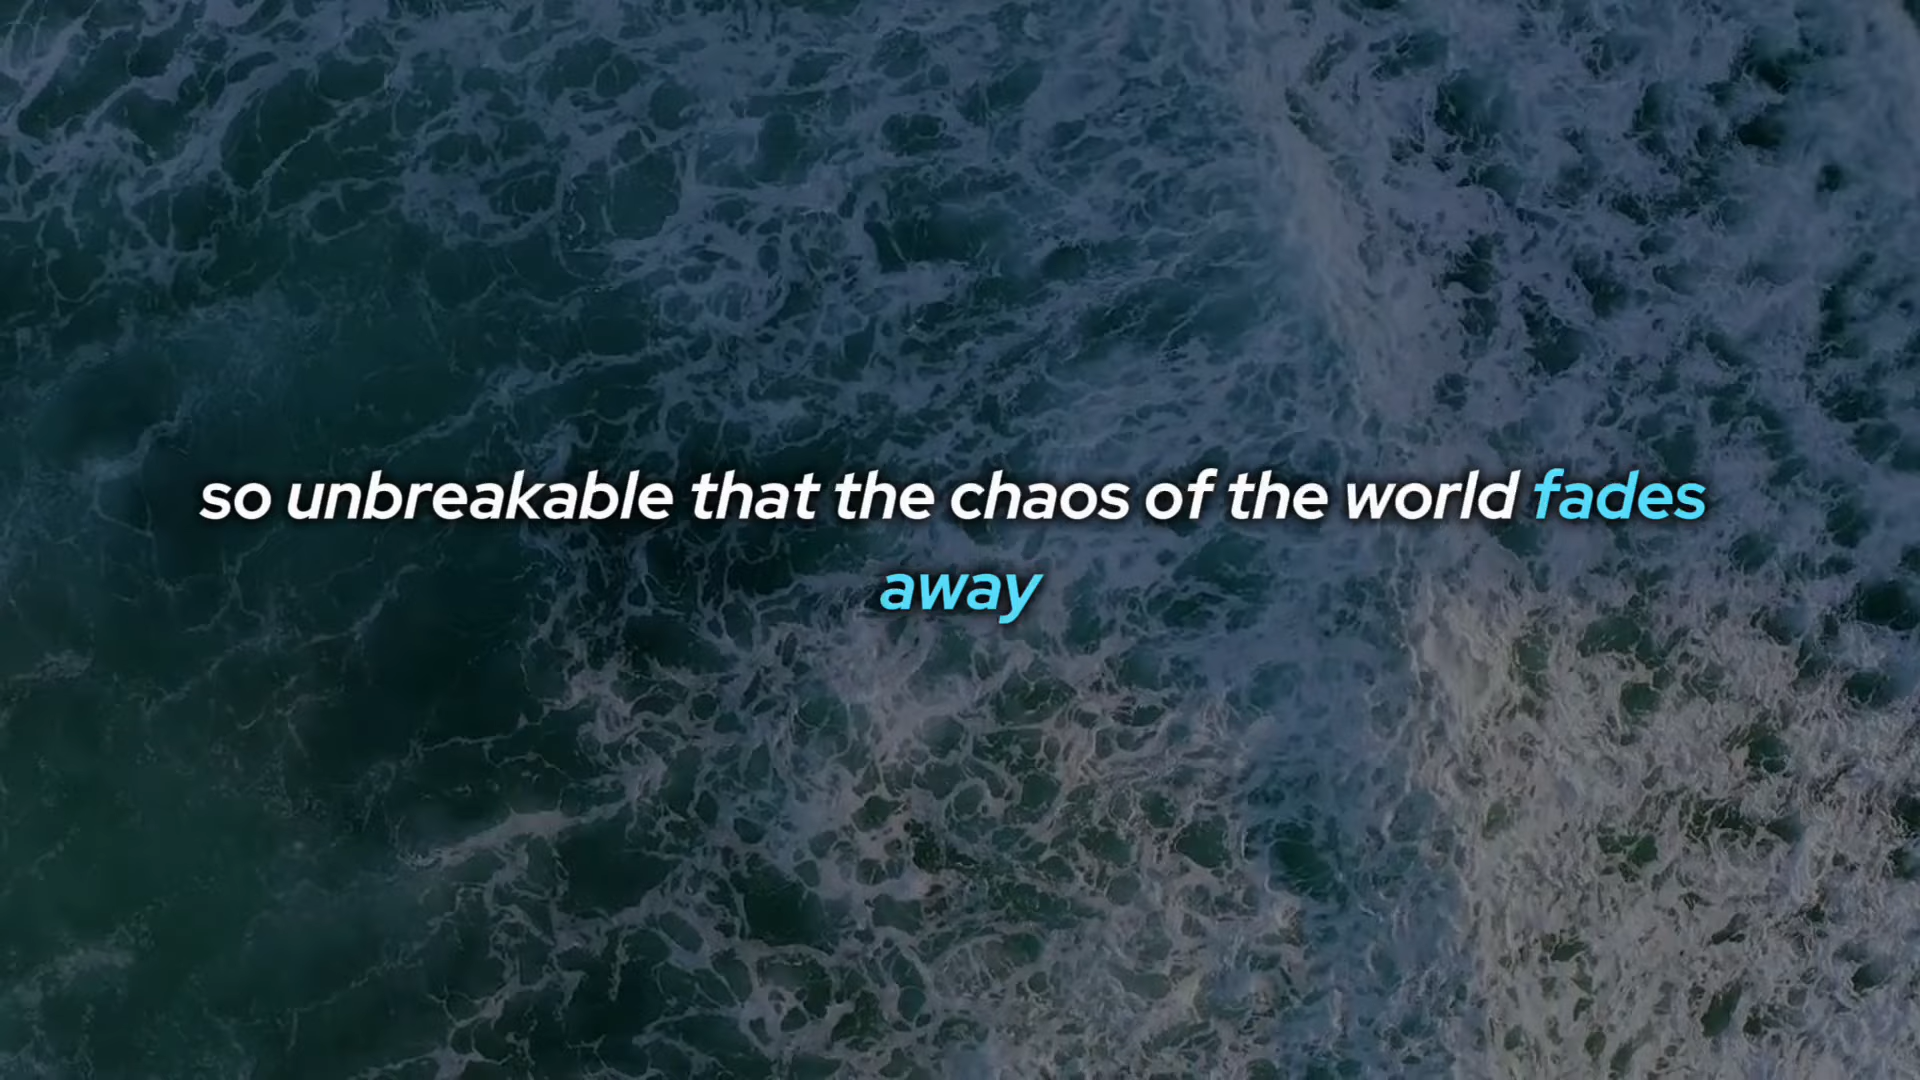 so unbreakable that the chaos of the world fades
away